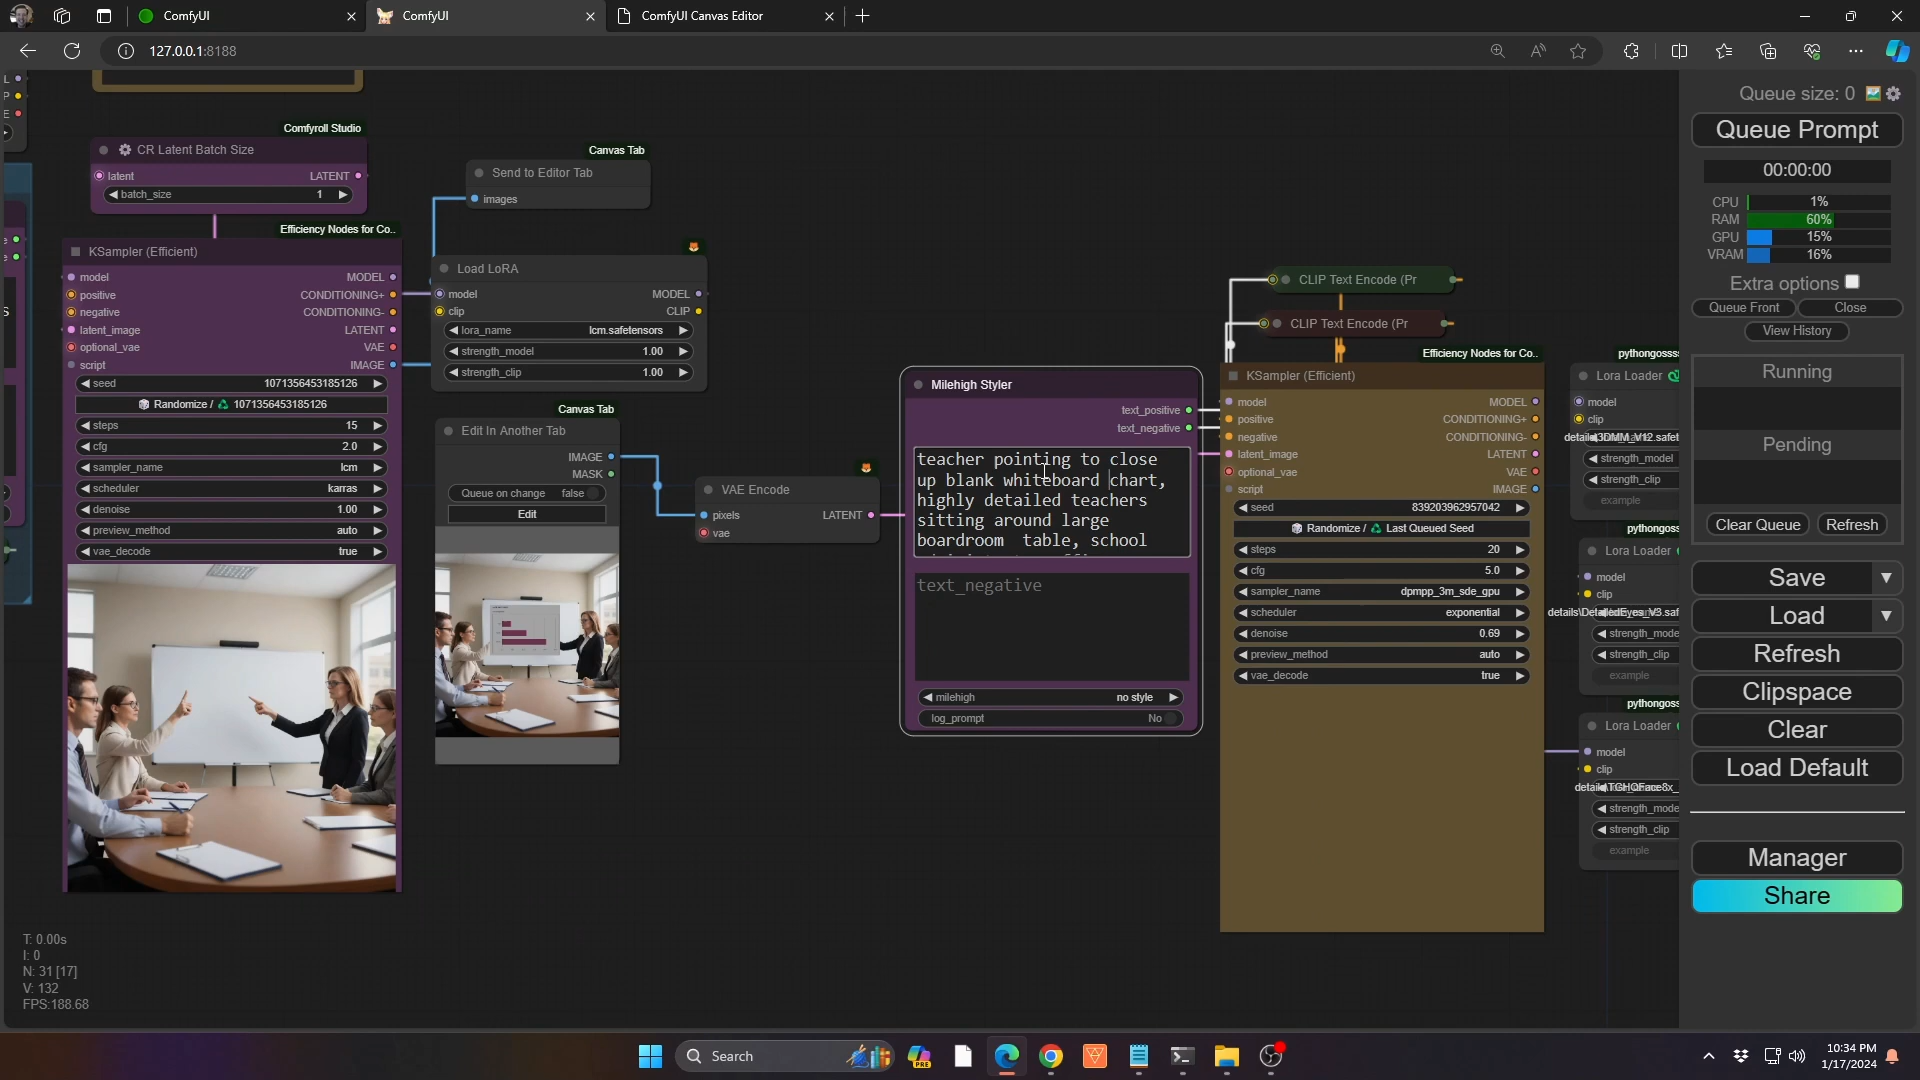 ComfyUI
ComfyUI
ComfyUI Canvas Editor
127.0.0.1:8188
Comfyroll Studio
CR Latent Batch Size
latent LATENT
batch_size 1
Efficiency Nodes for Co..
KSampler (Efficient)
model MODEL
positive CONDITIONING+
negative CONDITIONING-
latent_image LATENT
optional_vae VAE
script IMAGE
seed 1071356453185126
Randomize / 1071356453185126
steps 15
cfg 2.0
sampler_name lcm
scheduler karras
denoise 1.00
preview_method auto
vae_decode true
Canvas Tab
Send to Editor Tab
images
Load LoRA
model MODEL
clip CLIP
lora_name lcm.safetensors
strength_model 1.00
strength_clip 1.00
Canvas Tab
Edit In Another Tab
IMAGE
MASK
Queue on change false
Edit
VAE Encode
pixels LATENT
vae
Milehigh Styler
text_positive
text_negative
teacher pointing to close
up blank whiteboard chart,
highly detailed teachers
sitting around large
boardroom  table, school
text_negative
milehigh no style
log_prompt No
CLIP Text Encode (Pr
CLIP Text Encode (Pr
Efficiency Nodes for Co..
KSampler (Efficient)
model MODEL
positive CONDITIONING+
negative CONDITIONING-
latent_image LATENT
optional_vae VAE
script IMAGE
seed 839203962957042
Randomize / Last Queued Seed
steps 20
cfg 5.0
sampler_name dpmpp_3m_sde_gpu
scheduler exponential
denoise 0.69
preview_method auto
vae_decode true
pythongosss
Lora Loader
model
clip
strength_model
strength_clip
example
pythongoss
Lora Loader
model
clip
strength_mode
strength_clip
example
pythongoss
Lora Loader
model
clip
strength_mode
strength_clip
example
Queue size: 0
Queue Prompt
00:00:00
CPU 1%
RAM 60%
GPU 15%
VRAM 16%
Extra options
Queue Front Close
View History
Running
Pending
Clear Queue Refresh
Save
Load
Refresh
Clipspace
Clear
Load Default
Manager
Share
T: 0.00s
I: 0
N: 31 [17]
V: 132
FPS:188.68
Search
PRE
10:34 PM
1/17/2024